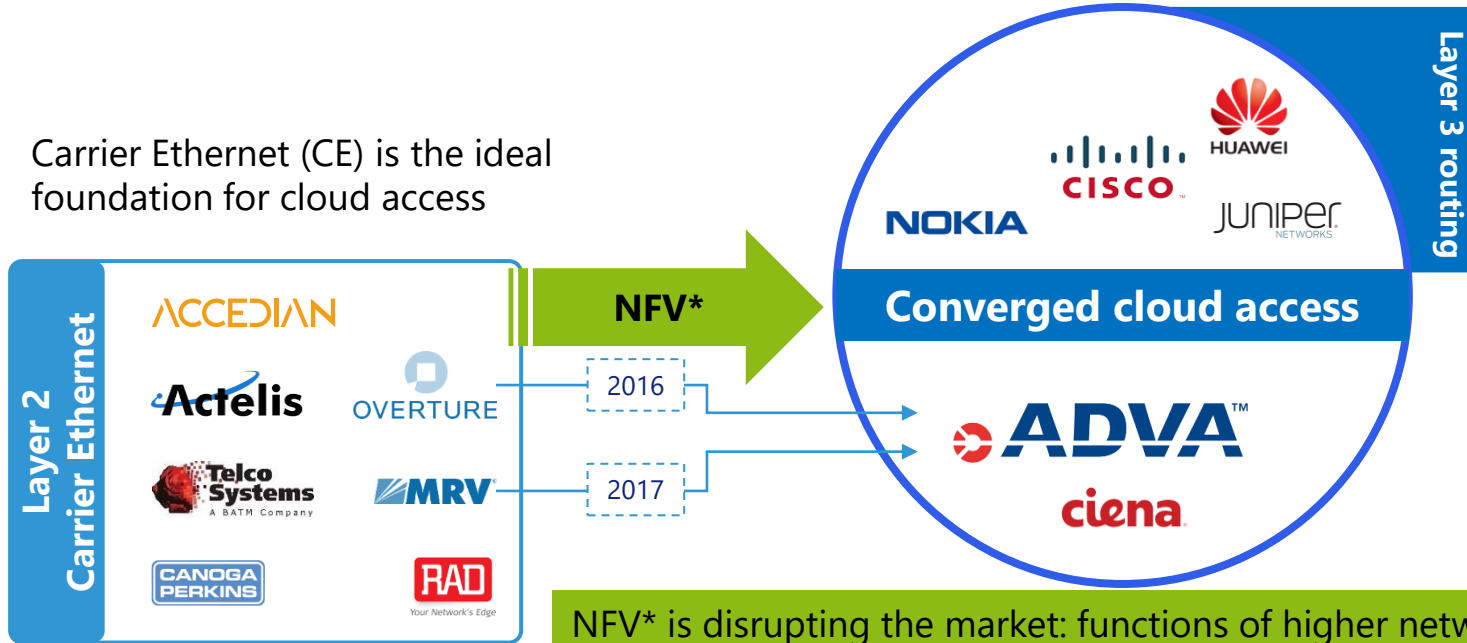 Carrier Ethernet (CE) is the ideal
foundation for cloud access
Layer 2
Carrier Ethernet
ACCEDIAN
Actelis
OVERTURE
Telco
Systems
A BATM Company
MRV
CANOGA
PERKINS
RAD
Your Network's Edge
NFV*
2016
2017
Layer 3 routing
HUAWEI
CISCO™
NOKIA
JUNIPER
NETWORKS
Converged cloud access
ADVA™
ciena
NFV* is disrupting the market: functions of higher netw